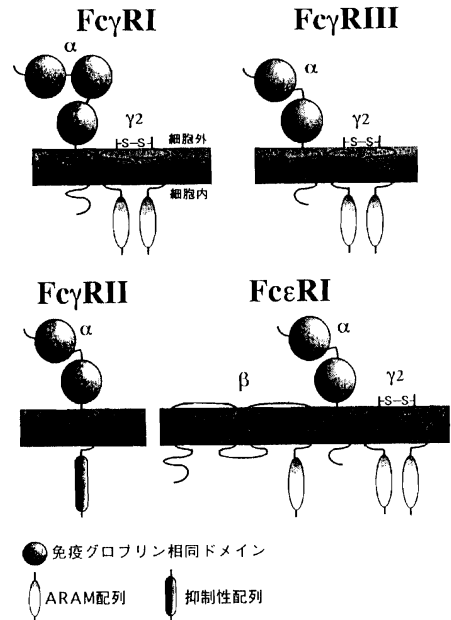 FcγRI
FcγRIII
α
α
γ2
S-S
細胞外
細胞内
γ2
S-S
FcγRII
FcεRI
α
β
α
γ2
S-S
免疫グロブリン相同ドメイン
ARAM配列
抑制性配列